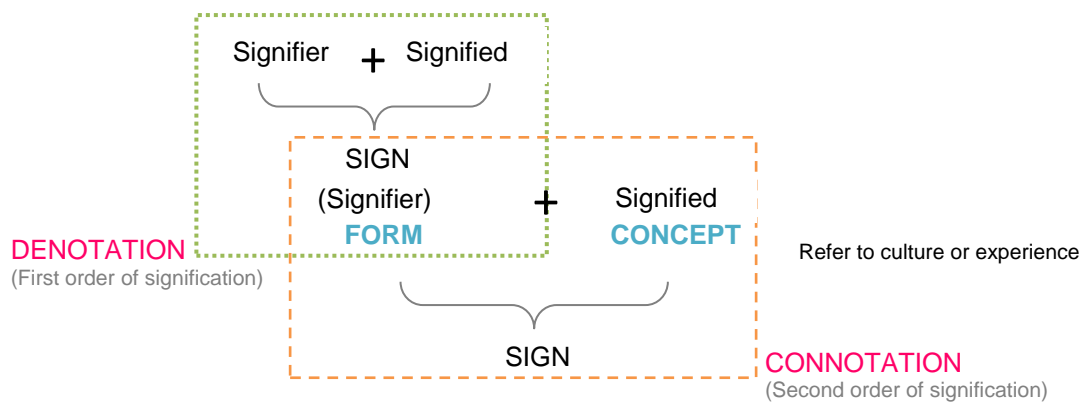 Signifier + Signified
SIGN
(Signifier) + Signified
FORM CONCEPT
DENOTATION
(First order of signification)
Refer to culture or experience
SIGN
CONNOTATION
(Second order of signification)